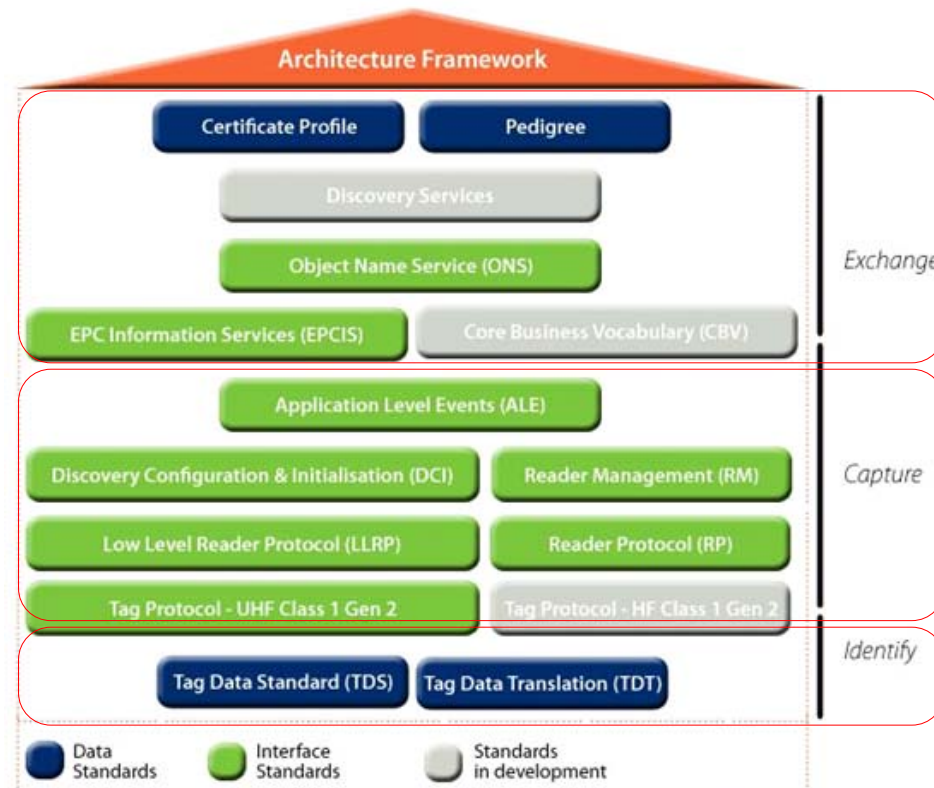 Architecture Framework
Certificate Profile
Pedigree
Discovery Services
Object Name Service (ONS)
Exchange
EPC Information Services (EPCIS)
Core Business Vocabulary (CBV)
Application Level Events (ALE)
Discovery Configuration & Initialisation (DCI)
Reader Management (RM)
Capture
Low Level Reader Protocol (LLRP)
Reader Protocol (RP)
Tag Protocol - UHF Class 1 Gen 2
Tag Protocol - HF Class 1 Gen 2
Identify
Tag Data Standard (TDS)
Tag Data Translation (TDT)
Data
Standards
Interface
Standards
Standards
in development